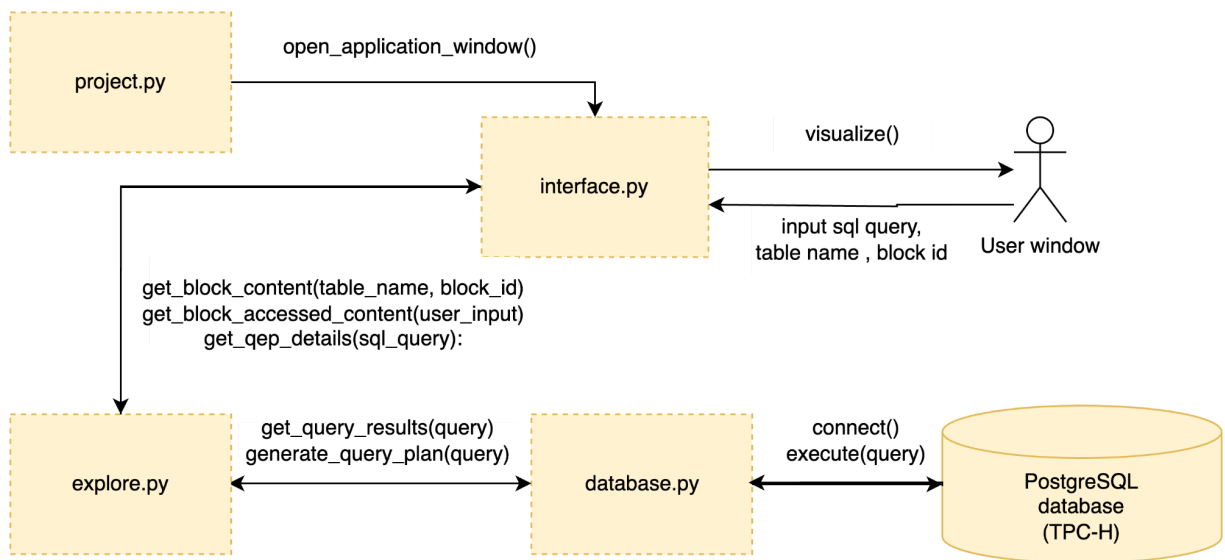 open_application_window()
project.py
visualize()
interface.py
input sql query,
table name , block id
User window
get_block_content(table_name, block_id)
get_block_accessed_content(user_input)
get_qep_details(sql_query):
get_query_results(query)
generate_query_plan(query)
connect()
execute(query)
explore.py
database.py
PostgreSQL
database
(TPC-H)